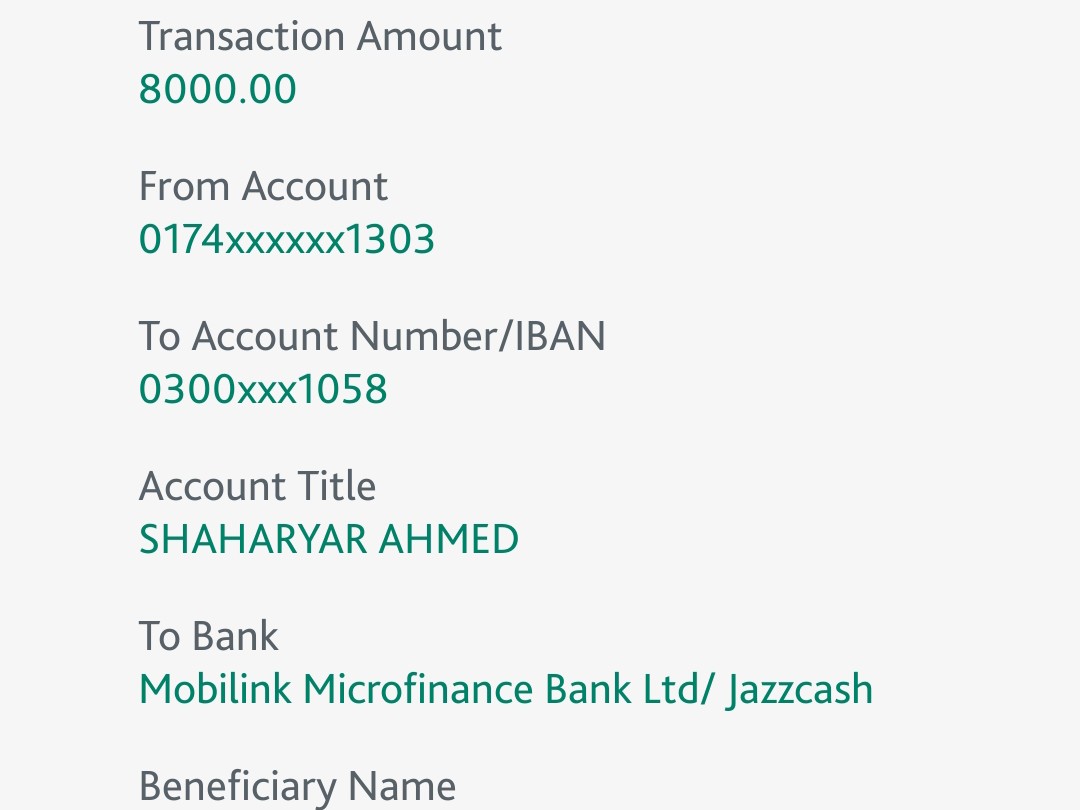 Transaction Amount
8000.00
From Account
0174xxxxxx1303
To Account Number/IBAN
0300xxx1058
Account Title
SHAHARYAR AHMED
To Bank
Mobilink Microfinance Bank Ltd/ Jazzcash
Beneficiary Name